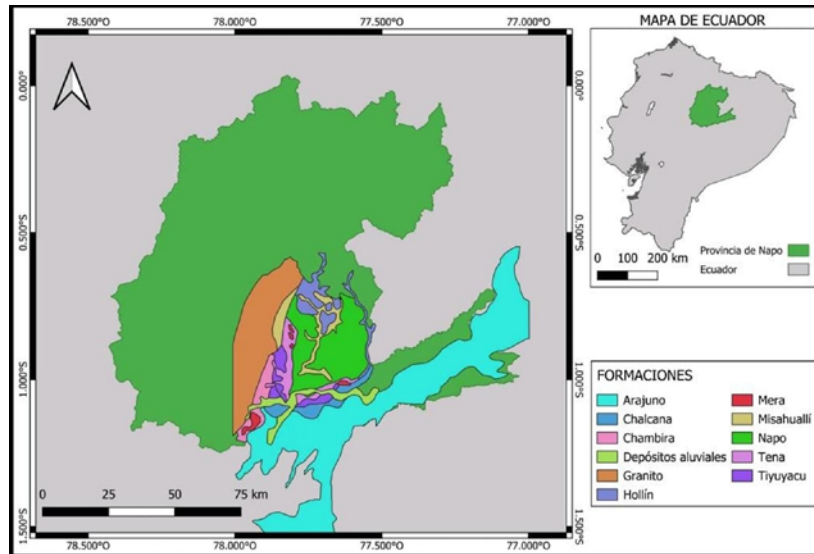 78.500°O 78.000°O 77.500°O 77.000°O
0.000° 0.000°
0.500°S 0.500°S
1.000°S 1.000°S
1.500°S 1.500°S
0 25 50 75 km
78.500°O 78.000°O 77.500°O 77.000°O
MAPA DE ECUADOR
Provincia de Napo
0 100 200 km
Ecuador
FORMACIONES
Arajuno
Chalcana
Chambira
Depósitos aluviales
Granito
Hollín
Mera
Misahuallí
Napo
Tena
Tiyuyacu